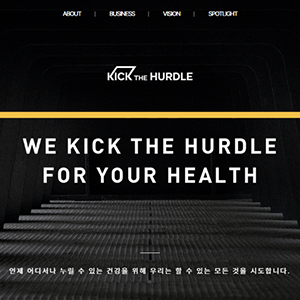 ABOUT | BUSINESS | VISION | SPOTLIGHT
KICK THE HURDLE
WE KICK THE HURDLE
FOR YOUR HEALTH
언제 어디서나 누릴 수 있는 건강을 위해 우리는 할 수 있는 모든 것을 시도합니다.